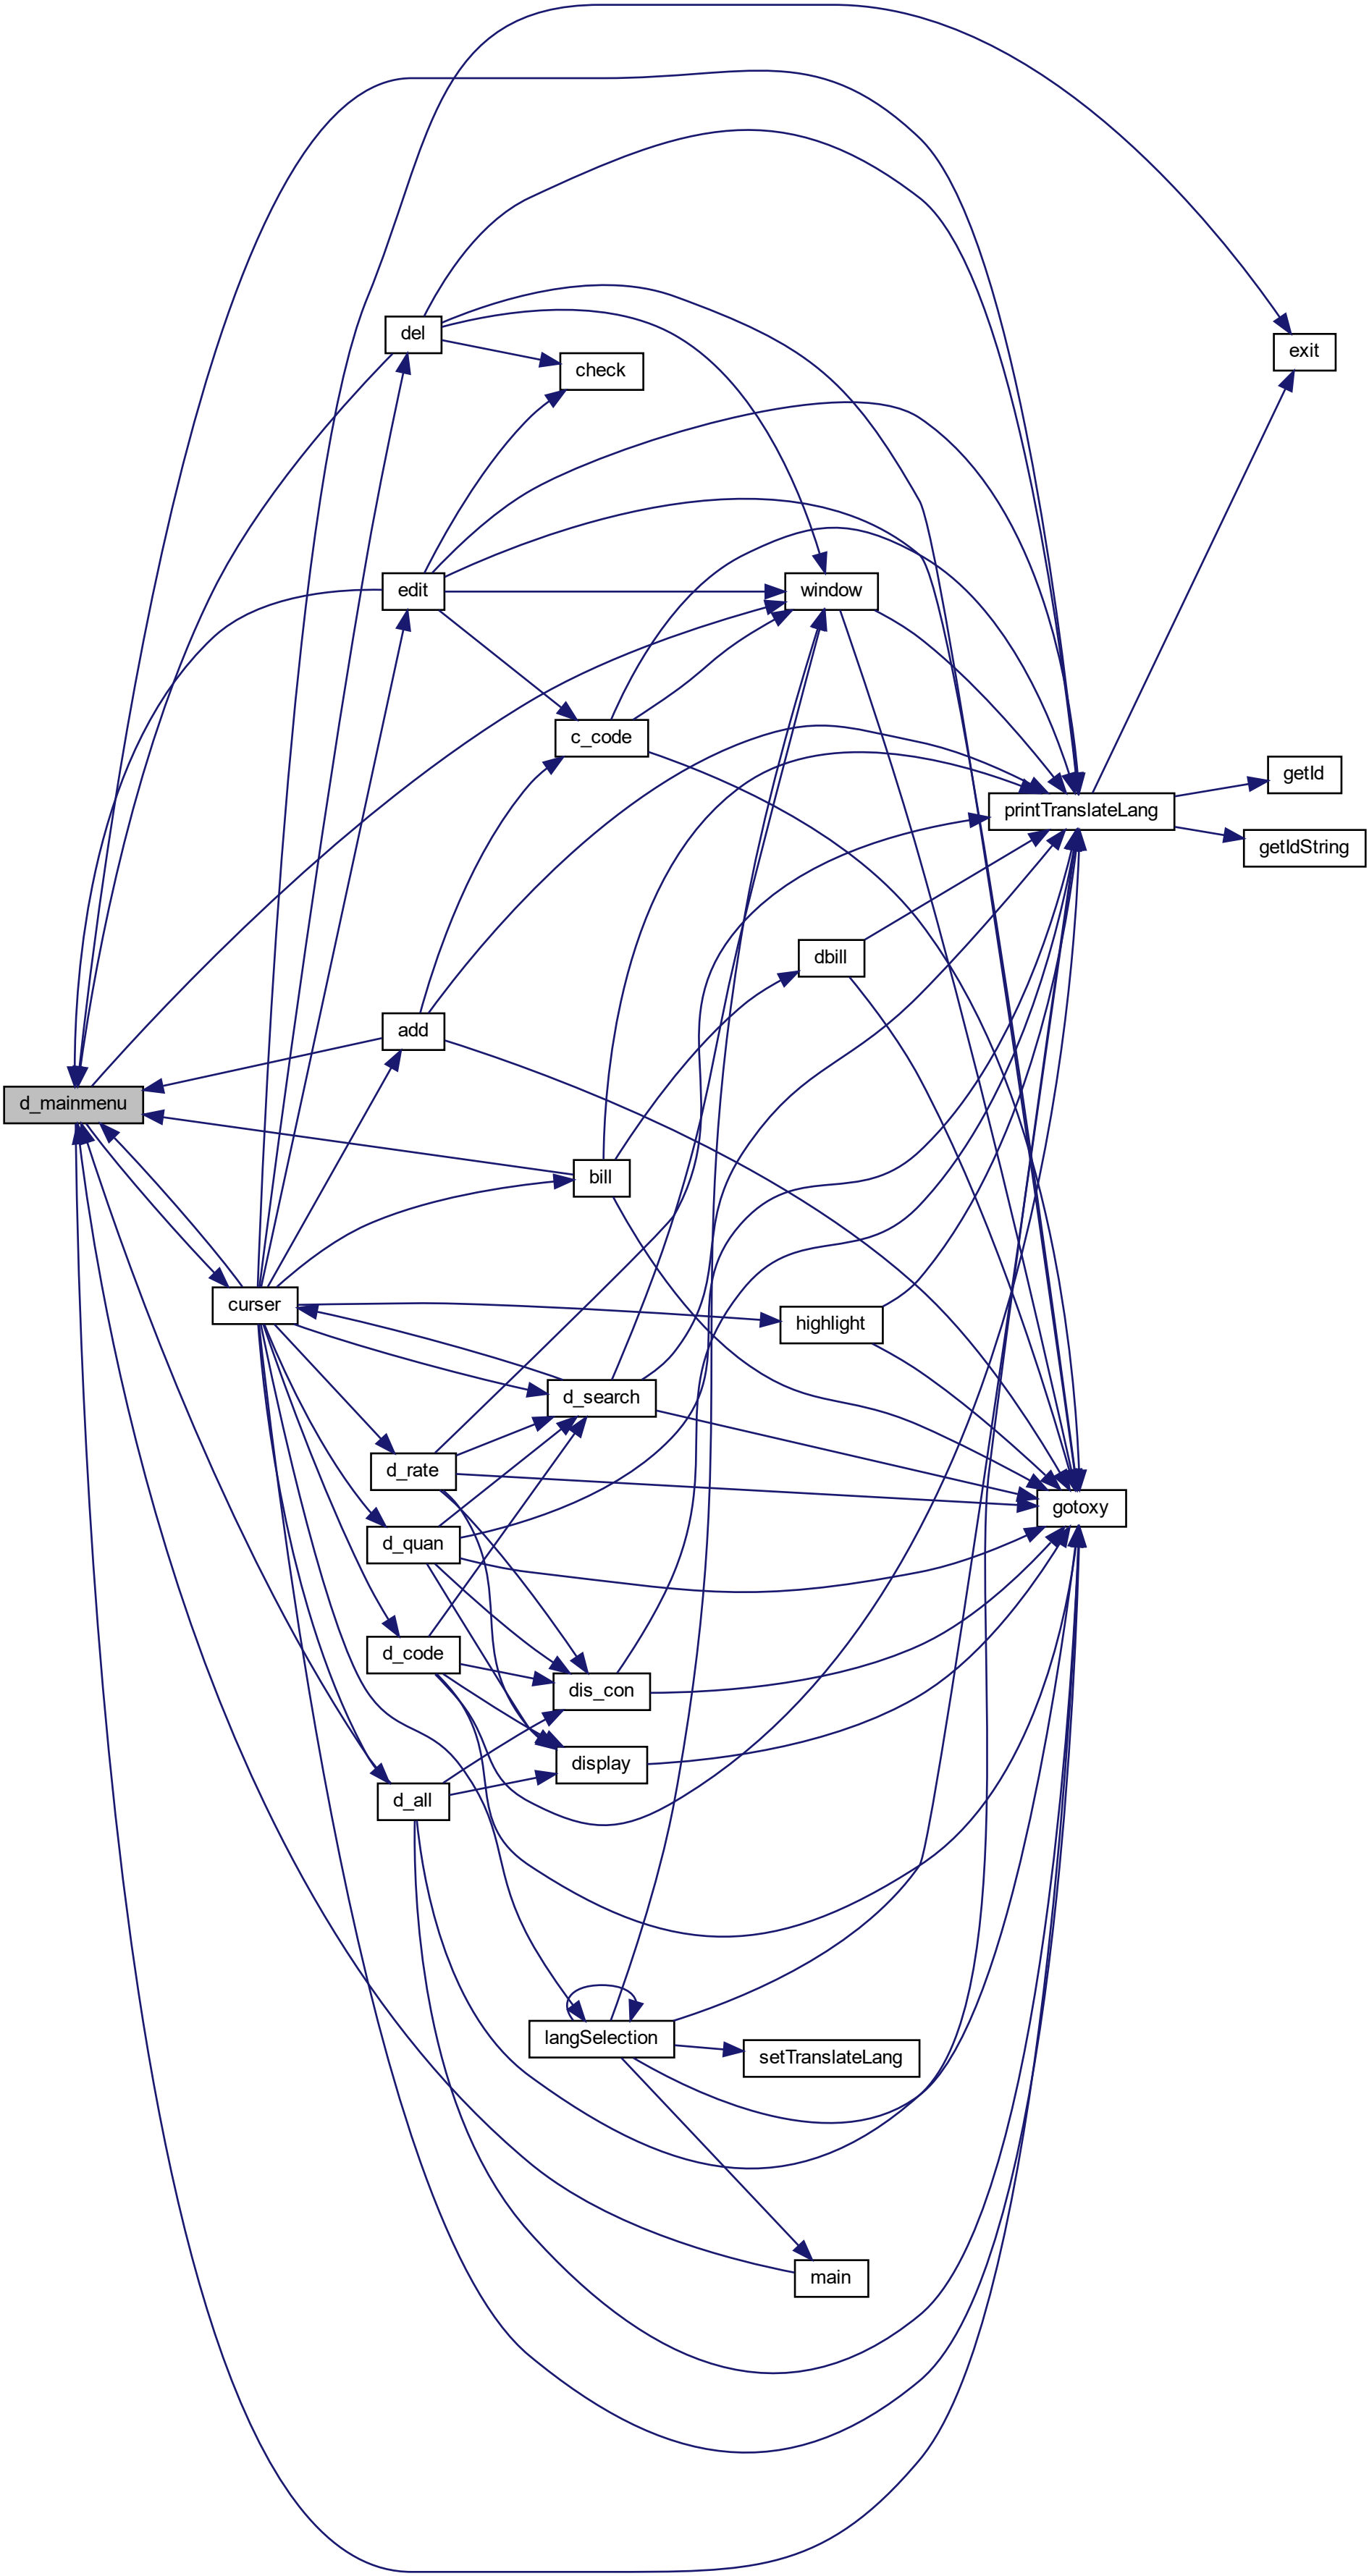 exit
del
check
edit
window
c_code
getId
printTranslateLang
getIdString
dbill
add
d_mainmenu
bill
curser
highlight
d_search
d_rate
gotoxy
d_quan
d_code
dis_con
display
d_all
langSelection
setTranslateLang
main